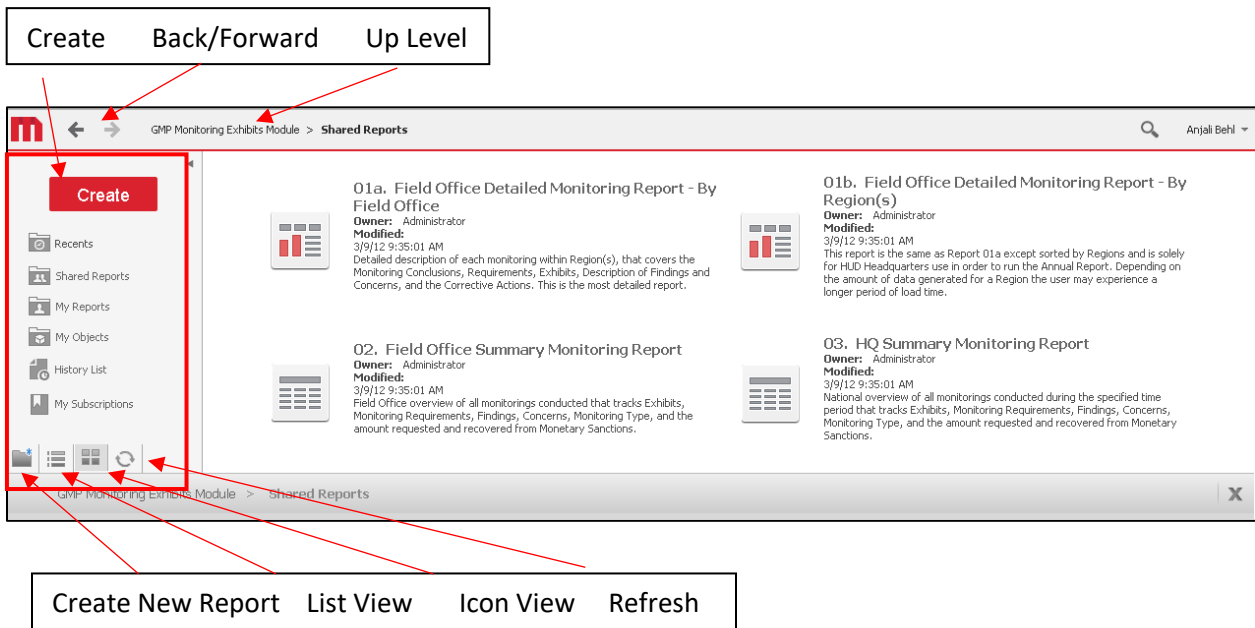 Create Back/Forward Up Level
GMP Monitoring Exhibits Module > Shared Reports
Anjali Behl
Create
Recents
Shared Reports
My Reports
My Objects
History List
My Subscriptions
01a. Field Office Detailed Monitoring Report - By
Field Office
Owner: Administrator
Modified:
3/9/12 9:35:01 AM
Detailed description of each monitoring within Region(s), that covers the
Monitoring Conclusions, Requirements, Exhibits, Description of Findings and
Concerns, and the Corrective Actions. This is the most detailed report.
01b. Field Office Detailed Monitoring Report - By
Region(s)
Owner: Administrator
Modified:
3/9/12 9:35:01 AM
This report is the same as Report 01a except sorted by Regions and is solely
for HUD Headquarters use in order to run the Annual Report. Depending on
the amount of data generated for a Region the user may experience a
longer period of load time.
02. Field Office Summary Monitoring Report
Owner: Administrator
Modified:
3/9/12 9:35:01 AM
Field Office overview of all monitorings conducted that tracks Exhibits,
Monitoring Requirements, Findings, Concerns, Monitoring Type, and the
amount requested and recovered from Monetary Sanctions.
03. HQ Summary Monitoring Report
Owner: Administrator
Modified:
3/9/12 9:35:01 AM
National overview of all monitorings conducted during the specified time
period that tracks Exhibits, Monitoring Requirements, Findings, Concerns,
Monitoring Type, and the amount requested and recovered from Monetary
Sanctions.
GMP Monitoring Exhibits Module > Shared Reports X
Create New Report List View Icon View Refresh